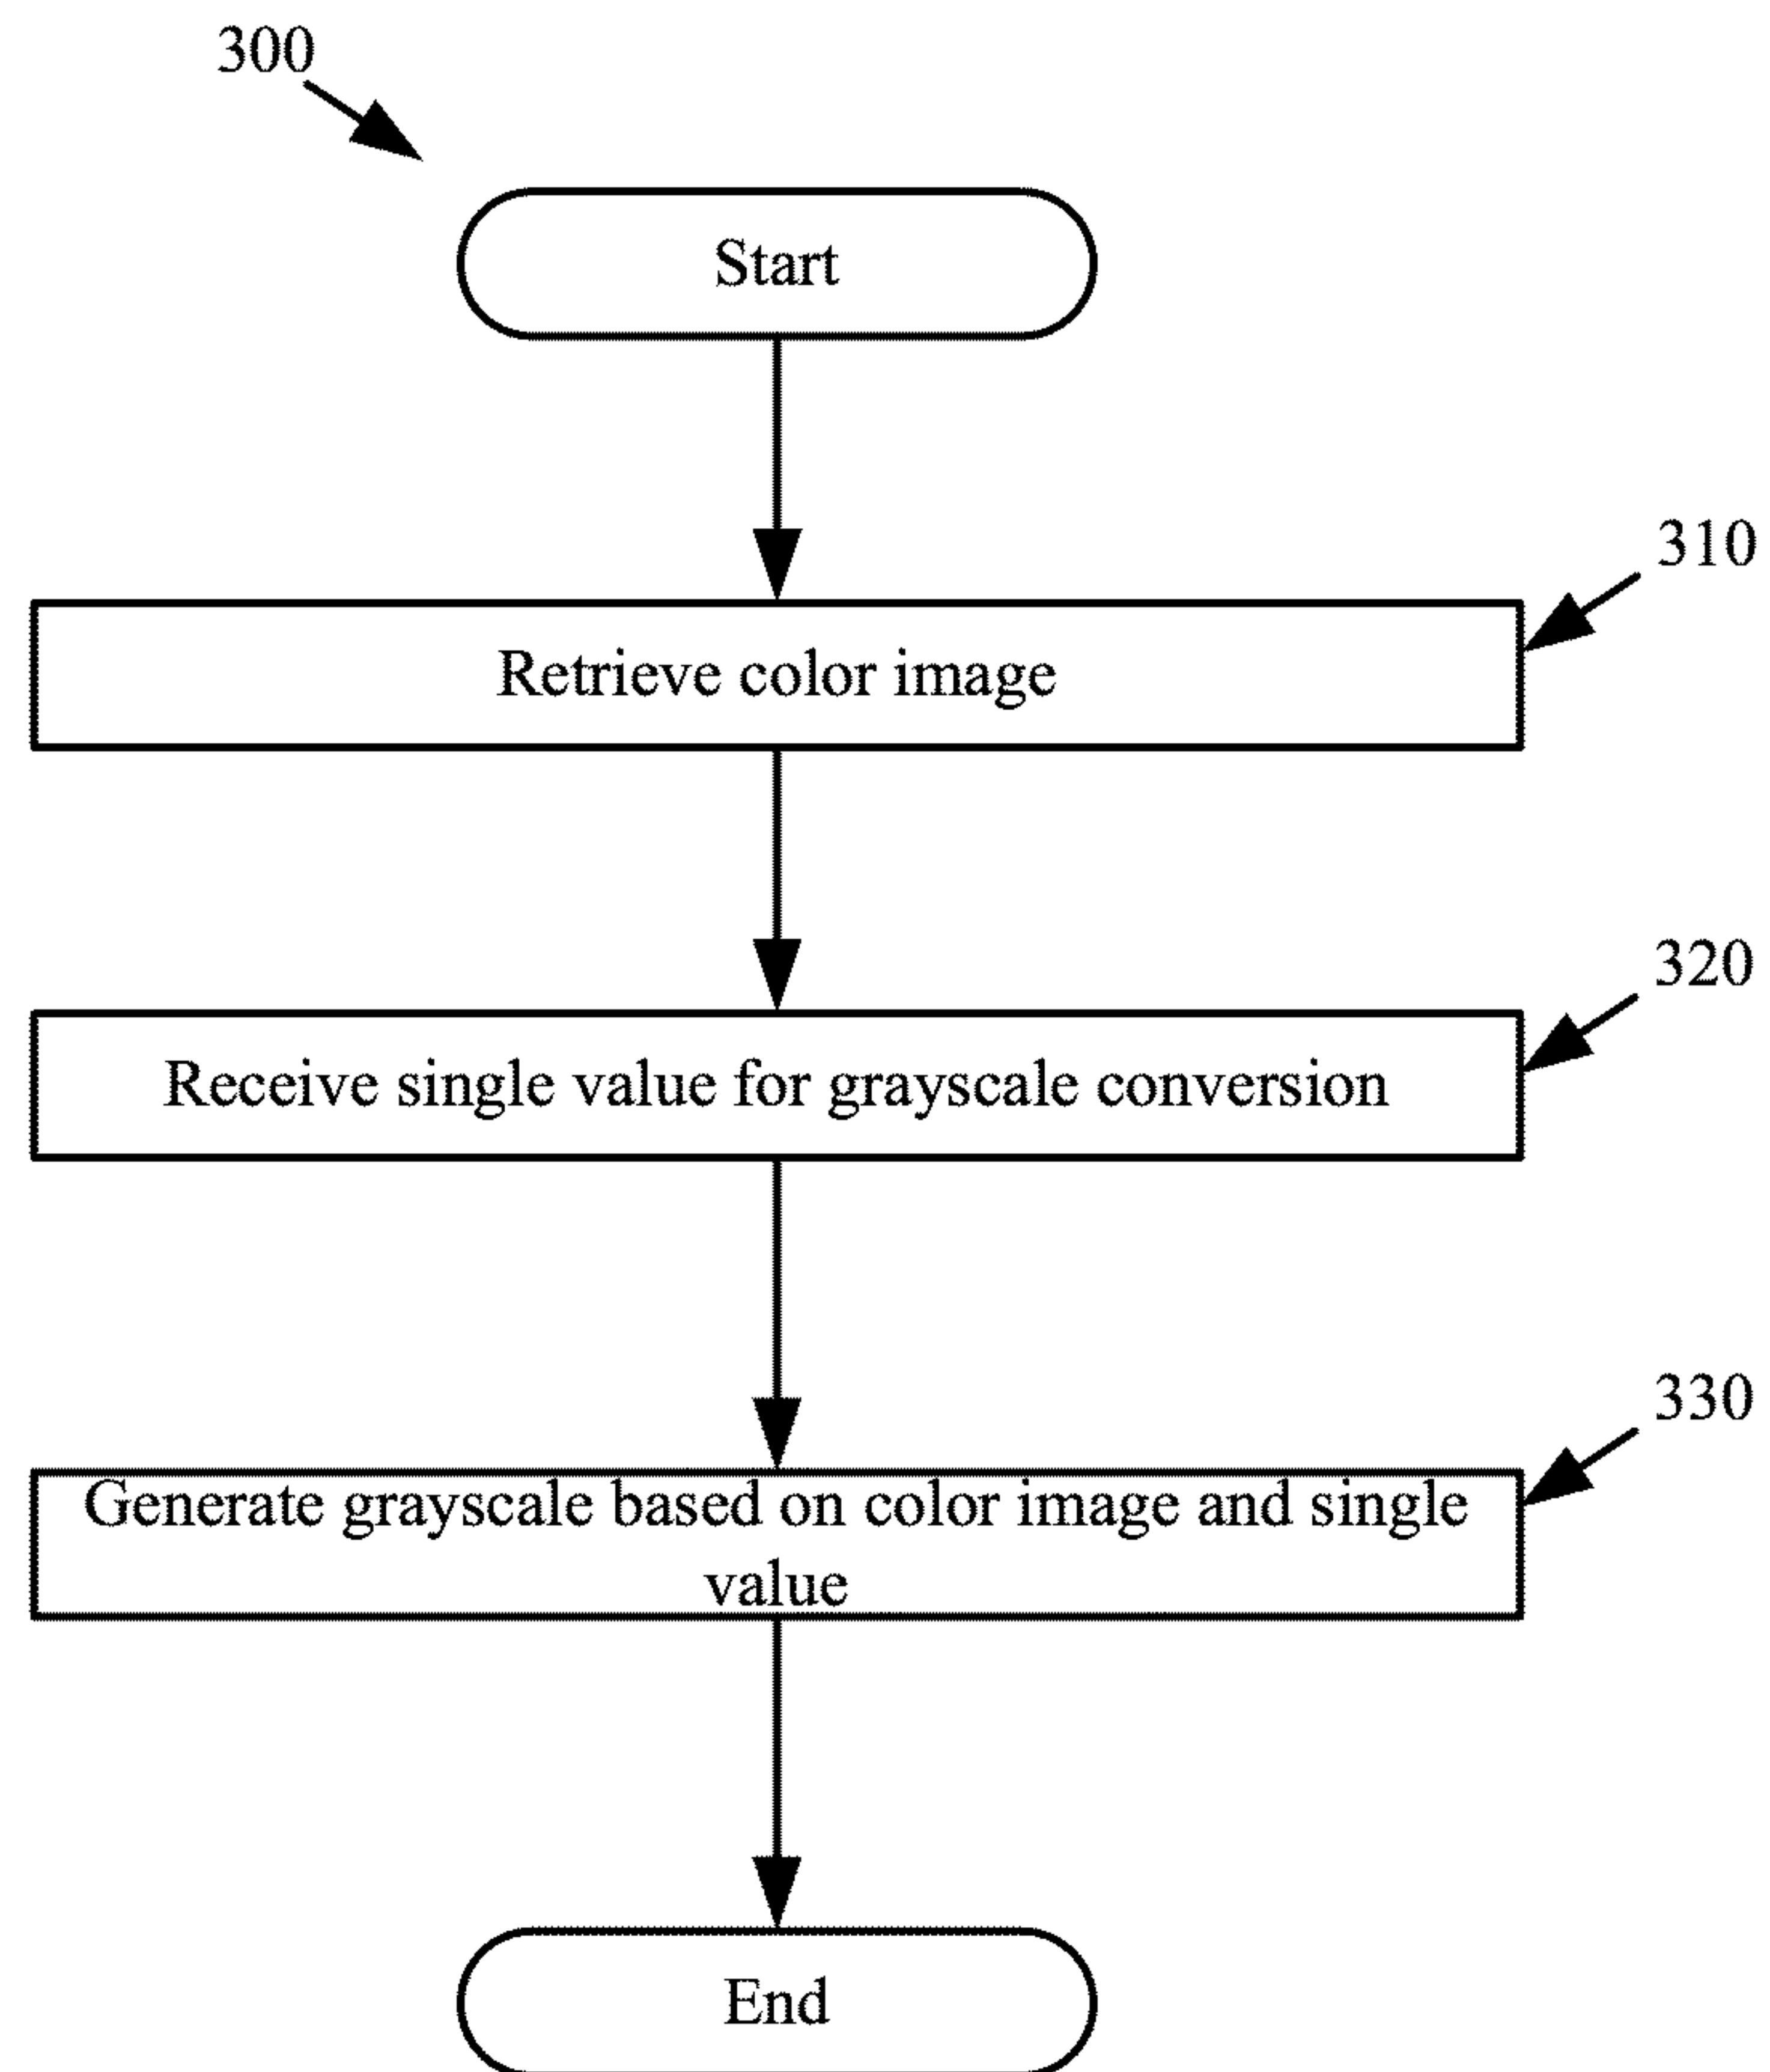 300
Start
310
Retrieve color image
320
Receive single value for grayscale conversion
330
Generate grayscale based on color image and single
value
End